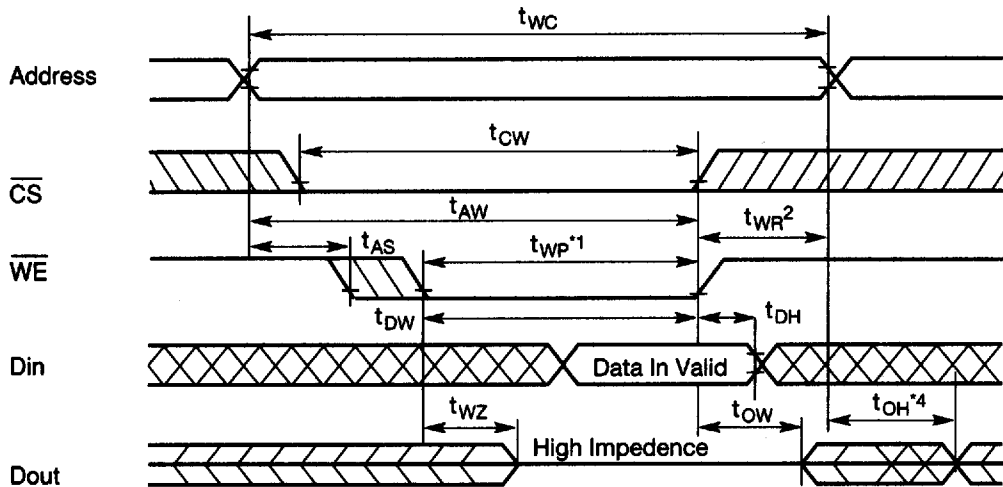 tWC
Address
tCW
CS
tAW
tWR2
tAS
tWP*1
WE
tDW
tDH
Din
Data In Valid
tWZ
tOW
tOH*4
High Impedence
Dout